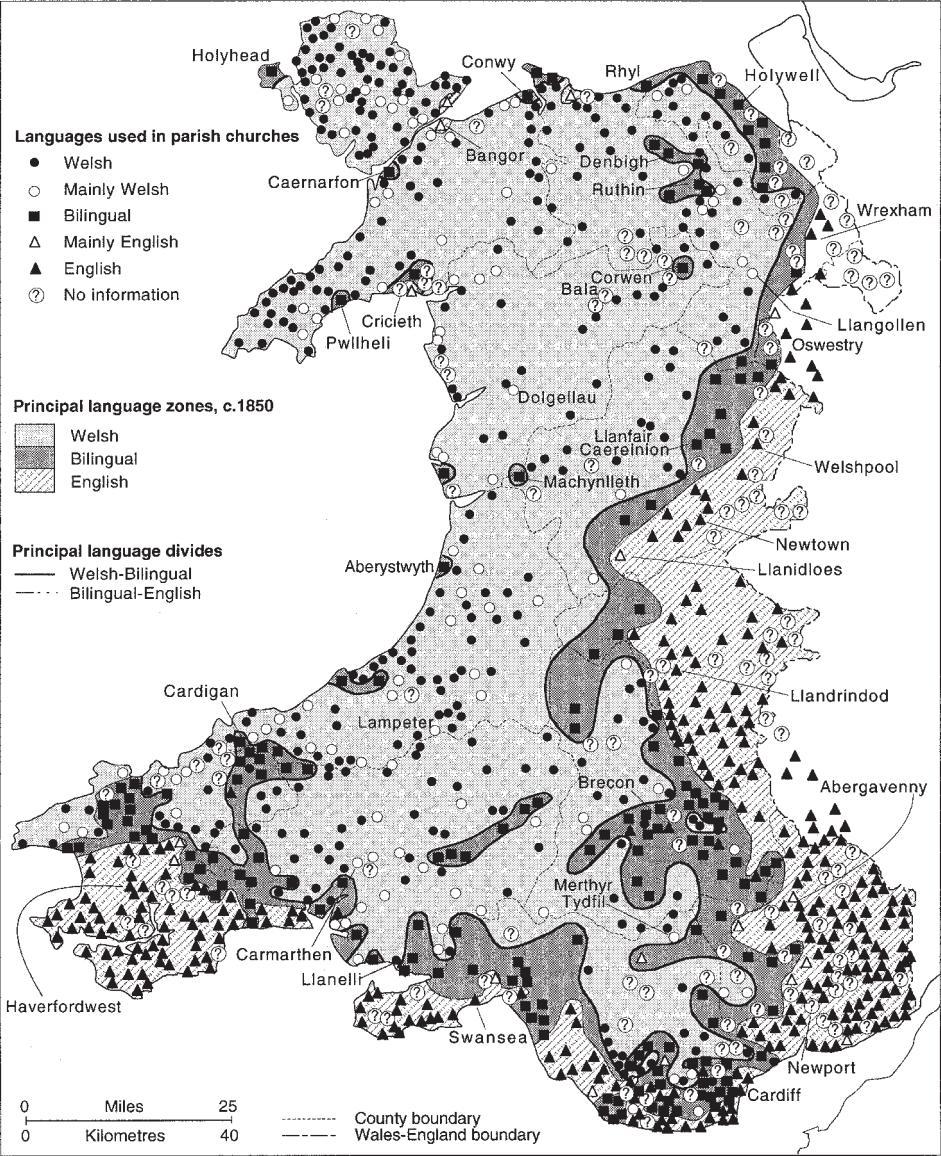 Holyhead
Conwy
Rhyl
Holywell
Languages used in parish churches
Welsh
Mainly Welsh
Bilingual
Mainly English
English
? No information
Bangor
Caernarfon
Denbigh
Ruthin
Wrexham
Corwen
Bala
Cricieth
Pwllheli
Llangollen
Oswestry
Principal language zones, c.1850
Welsh
Bilingual
English
Dolgellau
Llanfair
Caereinion
Welshpool
Machynlleth
Newtown
Llanidloes
Principal language divides
Welsh-Bilingual
Bilingual-English
Aberystwyth
Cardigan
Llandrindod
Lampeter
Brecon
Abergavenny
Merthyr
Tydfil
Carmarthen
Llanelli
Haverfordwest
Swansea
Newport
Cardiff
0 Miles 25
0 Kilometres 40
County boundary
Wales-England boundary